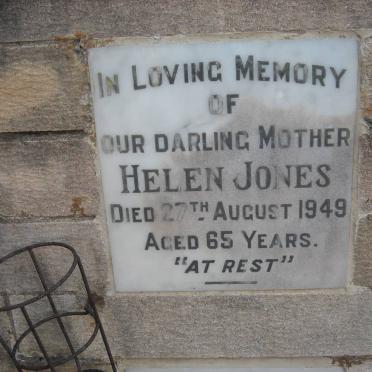 IN LOVING MEMORY
OF
OUR DARLING MOTHER
HELEN JONES
DIED 27TH AUGUST 1949
AGED 65 YEARS.
"AT REST"